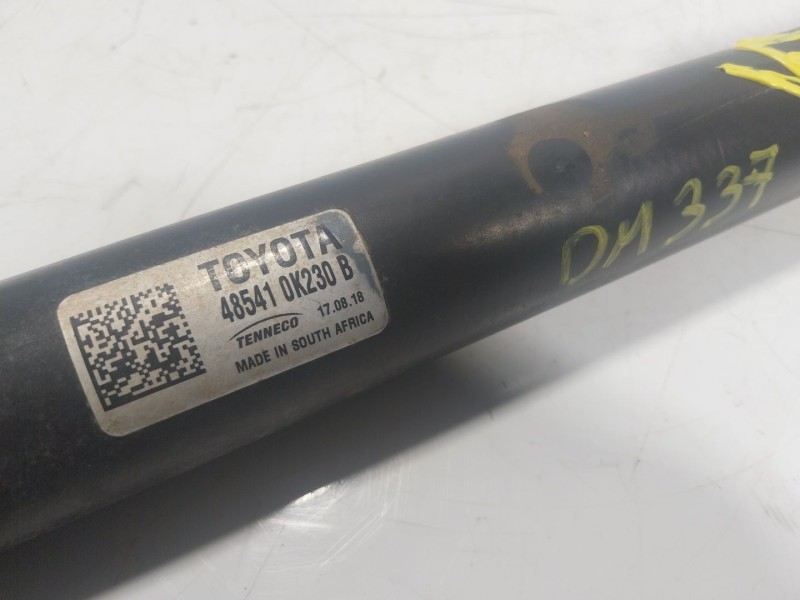 TOYOTA
48541 0K230 B
TENNECO 17.08.18
MADE IN SOUTH AFRICA
DM 337